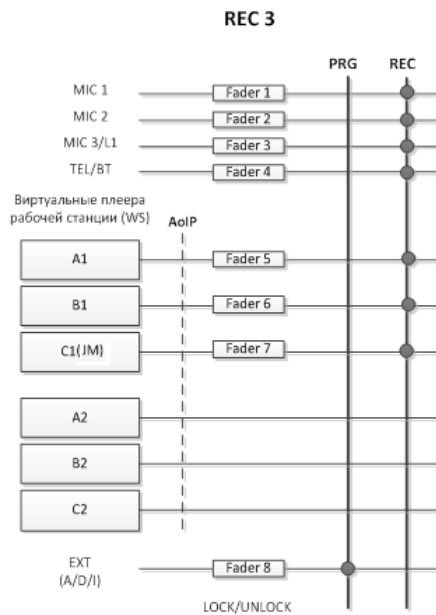 REC 3
PRG REC
MIC 1 Fader 1
MIC 2 Fader 2
MIC 3/L1 Fader 3
TEL/BT Fader 4
Виртуальные плеера
рабочей станции (WS) AoIP
A1 Fader 5
B1 Fader 6
C1(JM) Fader 7
A2
B2
C2
EXT Fader 8
(A/D/I)
LOCK/UNLOCK